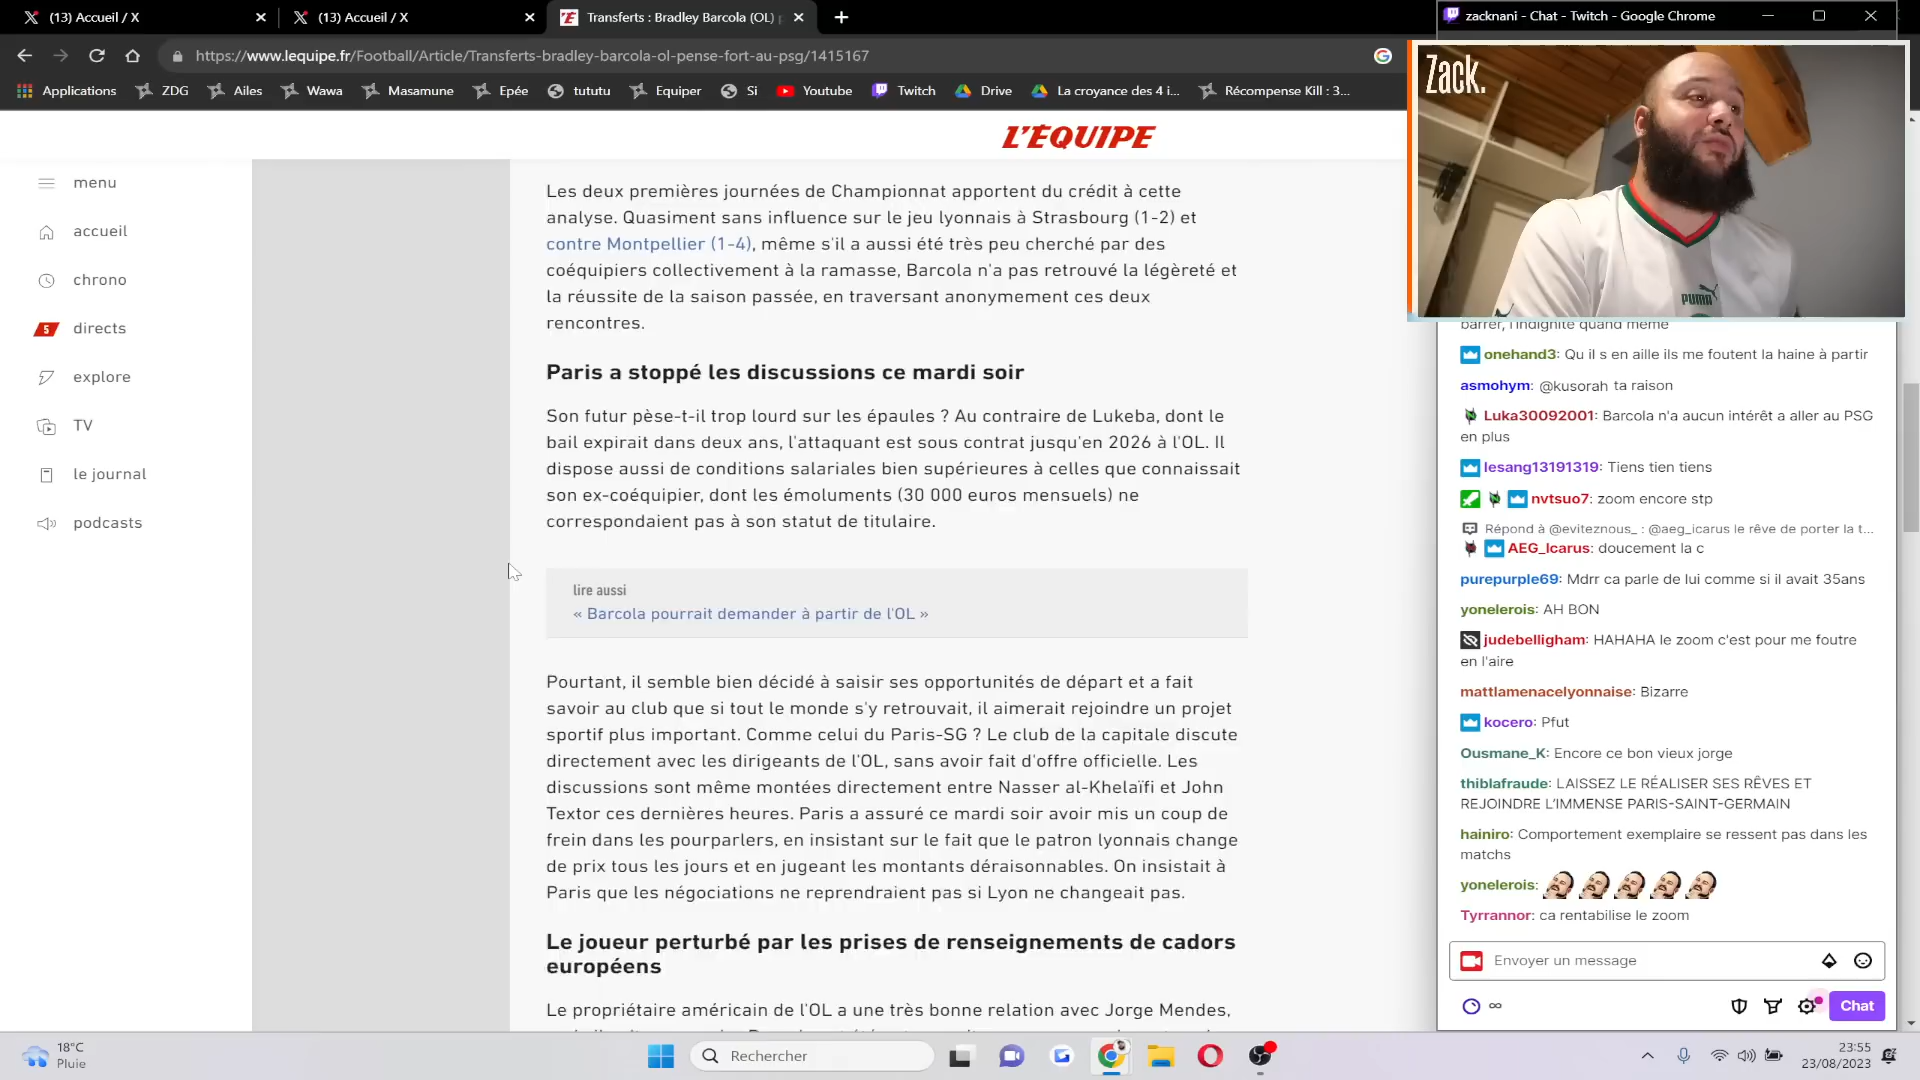 (13) Accueil / X
(13) Accueil / X
Transferts : Bradley Barcola (OL)
zacknani - Chat - Twitch - Google Chrome
https://www.lequipe.fr/Football/Article/Transferts-bradley-barcola-ol-pense-fort-au-psg/1415167
Applications
ZDG
Ailes
Wawa
Masamune
Epée
tututu
Equiper
Si
Youtube
Twitch
Drive
La croyance des 4 i...
Récompense Kill : 3...
Zack.
PUMA
L'ÉQUIPE
menu
accueil
chrono
5
directs
explore
TV
le journal
podcasts
Les deux premières journées de Championnat apportent du crédit à cette
analyse. Quasiment sans influence sur le jeu lyonnais à Strasbourg (1-2) et
contre Montpellier (1-4), même s'il a aussi été très peu cherché par des
coéquipiers collectivement à la ramasse, Barcola n'a pas retrouvé la légèreté et
la réussite de la saison passée, en traversant anonymement ces deux
rencontres.
Paris a stoppé les discussions ce mardi soir
Son futur pèse-t-il trop lourd sur les épaules ? Au contraire de Lukeba, dont le
bail expirait dans deux ans, l'attaquant est sous contrat jusqu'en 2026 à l'OL. Il
dispose aussi de conditions salariales bien supérieures à celles que connaissait
son ex-coéquipier, dont les émoluments (30 000 euros mensuels) ne
correspondaient pas à son statut de titulaire.
lire aussi
« Barcola pourrait demander à partir de l'OL »
Pourtant, il semble bien décidé à saisir ses opportunités de départ et a fait
savoir au club que si tout le monde s'y retrouvait, il aimerait rejoindre un projet
sportif plus important. Comme celui du Paris-SG ? Le club de la capitale discute
directement avec les dirigeants de l'OL, sans avoir fait d'offre officielle. Les
discussions sont même montées directement entre Nasser al-Khelaïfi et John
Textor ces dernières heures. Paris a assuré ce mardi soir avoir mis un coup de
frein dans les pourparlers, en insistant sur le fait que le patron lyonnais change
de prix tous les jours et en jugeant les montants déraisonnables. On insistait à
Paris que les négociations ne reprendraient pas si Lyon ne changeait pas.
Le joueur perturbé par les prises de renseignements de cadors
européens
Le propriétaire américain de l'OL a une très bonne relation avec Jorge Mendes,
barrer, l'indignité quand même
onehand3: Qu il s en aille ils me foutent la haine à partir
asmohym: @kusorah ta raison
Luka30092001: Barcola n'a aucun intérêt a aller au PSG
en plus
lesang13191319: Tiens tien tiens
nvtsuo7: zoom encore stp
Répond à @eviteznous_ : @aeg_icarus le rêve de porter la t...
AEG_Icarus: doucement la c
purepurple69: Mdrr ca parle de lui comme si il avait 35ans
yonelerois: AH BON
judebelligham: HAHAHA le zoom c'est pour me foutre
en l'aire
mattlamenacelyonnaise: Bizarre
kocero: Pfut
Ousmane_K: Encore ce bon vieux jorge
thiblafraude: LAISSEZ LE RÉALISER SES RÊVES ET
REJOINDRE L'IMMENSE PARIS-SAINT-GERMAIN
hainiro: Comportement exemplaire se ressent pas dans les
matchs
yonelerois:
Tyrrannor: ca rentabilise le zoom
Envoyer un message
∞
Chat
18°C
Pluie
Rechercher
23:55
23/08/2023